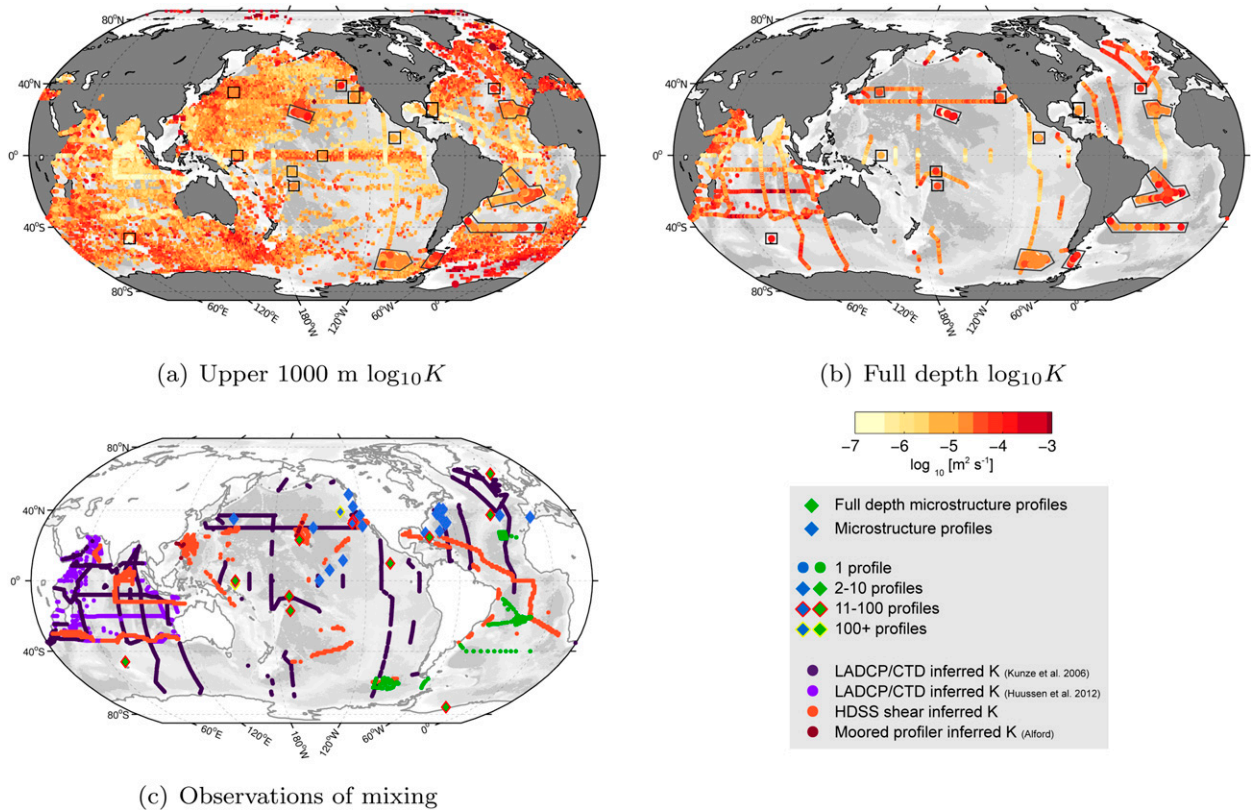 80°N
40°N
0°
40°S
80°S
60°E
120°E
180°W
120°W
60°W
0°
(a) Upper 1000 m log₁₀K
80°N
40°N
0°
40°S
80°S
60°E
120°E
180°W
120°W
60°W
0°
(b) Full depth log₁₀K
80°N
40°N
0°
40°S
80°S
60°E
120°E
180°W
120°W
60°W
0°
(c) Observations of mixing
-7 -6 -5 -4 -3
log ₁₀ [m² s⁻¹]
Full depth microstructure profiles
Microstructure profiles
1 profile
2-10 profiles
11-100 profiles
100+ profiles
LADCP/CTD inferred K (Kunze et al. 2006)
LADCP/CTD inferred K (Huussen et al. 2012)
HDSS shear inferred K
Moored profiler inferred K (Alford)